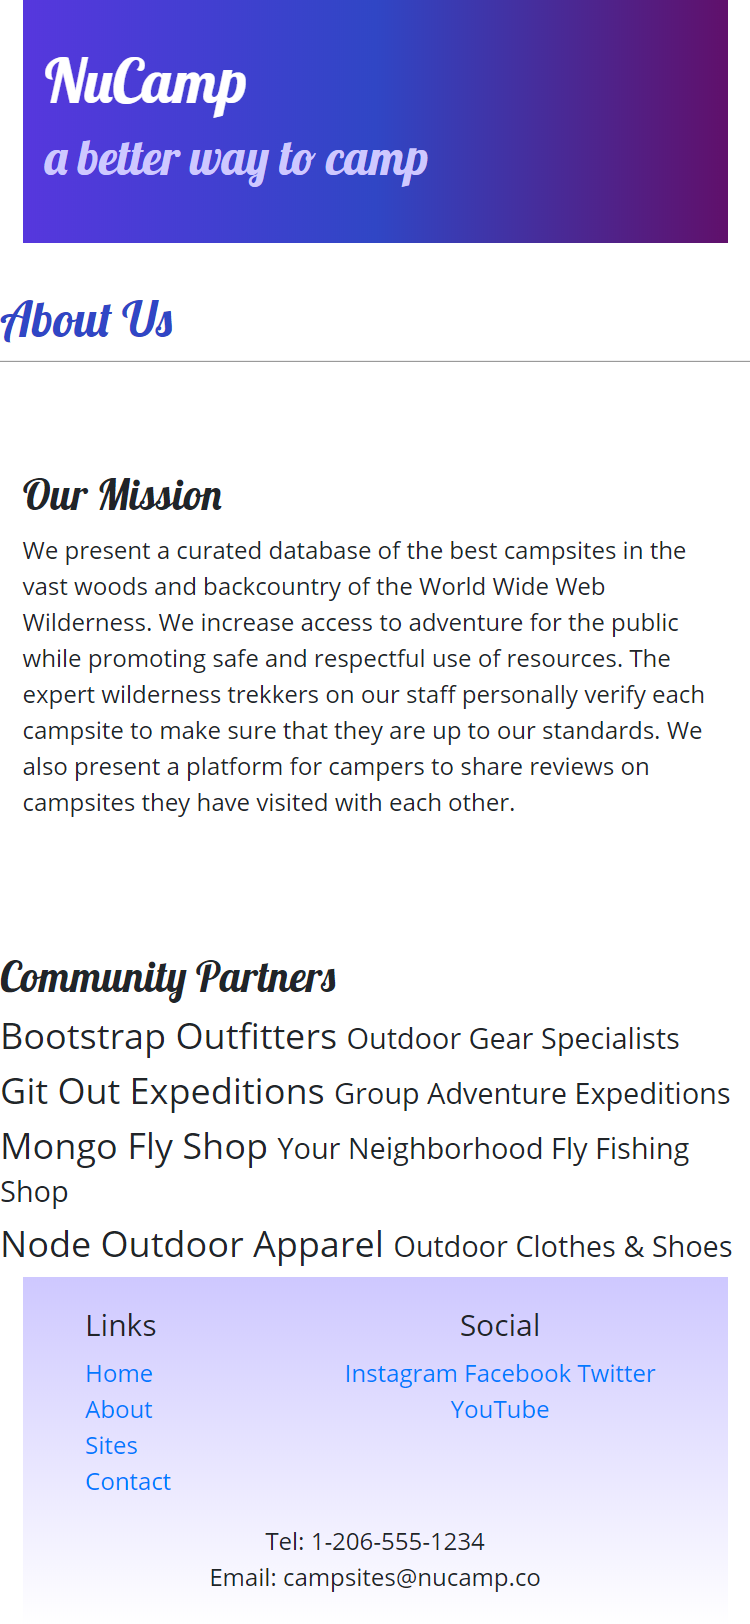 NuCamp
a better way to camp
About Us
Our Mission
We present a curated database of the best campsites in the
vast woods and backcountry of the World Wide Web
Wilderness. We increase access to adventure for the public
while promoting safe and respectful use of resources. The
expert wilderness trekkers on our staff personally verify each
campsite to make sure that they are up to our standards. We
also present a platform for campers to share reviews on
campsites they have visited with each other.
Community Partners
Bootstrap Outfitters Outdoor Gear Specialists
Git Out Expeditions Group Adventure Expeditions
Mongo Fly Shop Your Neighborhood Fly Fishing
Shop
Node Outdoor Apparel Outdoor Clothes & Shoes
Links
Home
About
Sites
Contact
Social
Instagram Facebook Twitter
YouTube
Tel: 1-206-555-1234
Email: campsites@nucamp.co